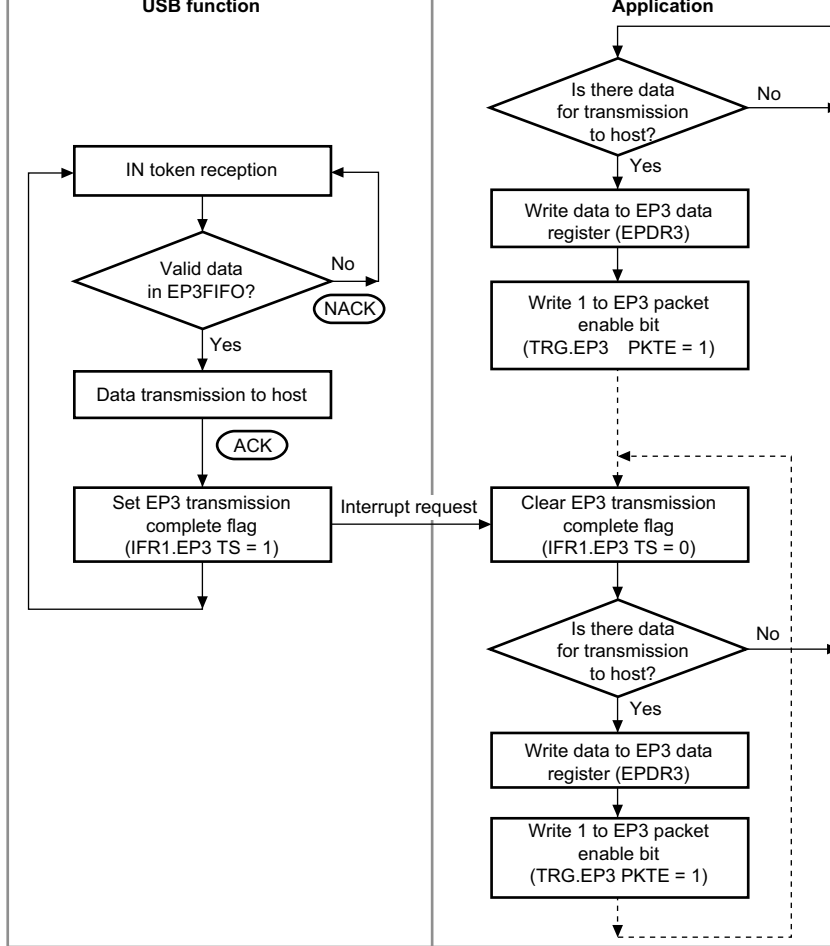 USB function
IN token reception
Valid data
in EP3FIFO?
No
NACK
Yes
Data transmission to host
ACK
Set EP3 transmission
complete flag
(IFR1.EP3 TS = 1)
Interrupt request
Application
Is there data
for transmission
to host?
No
Yes
Write data to EP3 data
register (EPDR3)
Write 1 to EP3 packet
enable bit
(TRG.EP3 PKTE = 1)
Clear EP3 transmission
complete flag
(IFR1.EP3 TS = 0)
Is there data
for transmission
to host?
No
Yes
Write data to EP3 data
register (EPDR3)
Write 1 to EP3 packet
enable bit
(TRG.EP3 PKTE = 1)